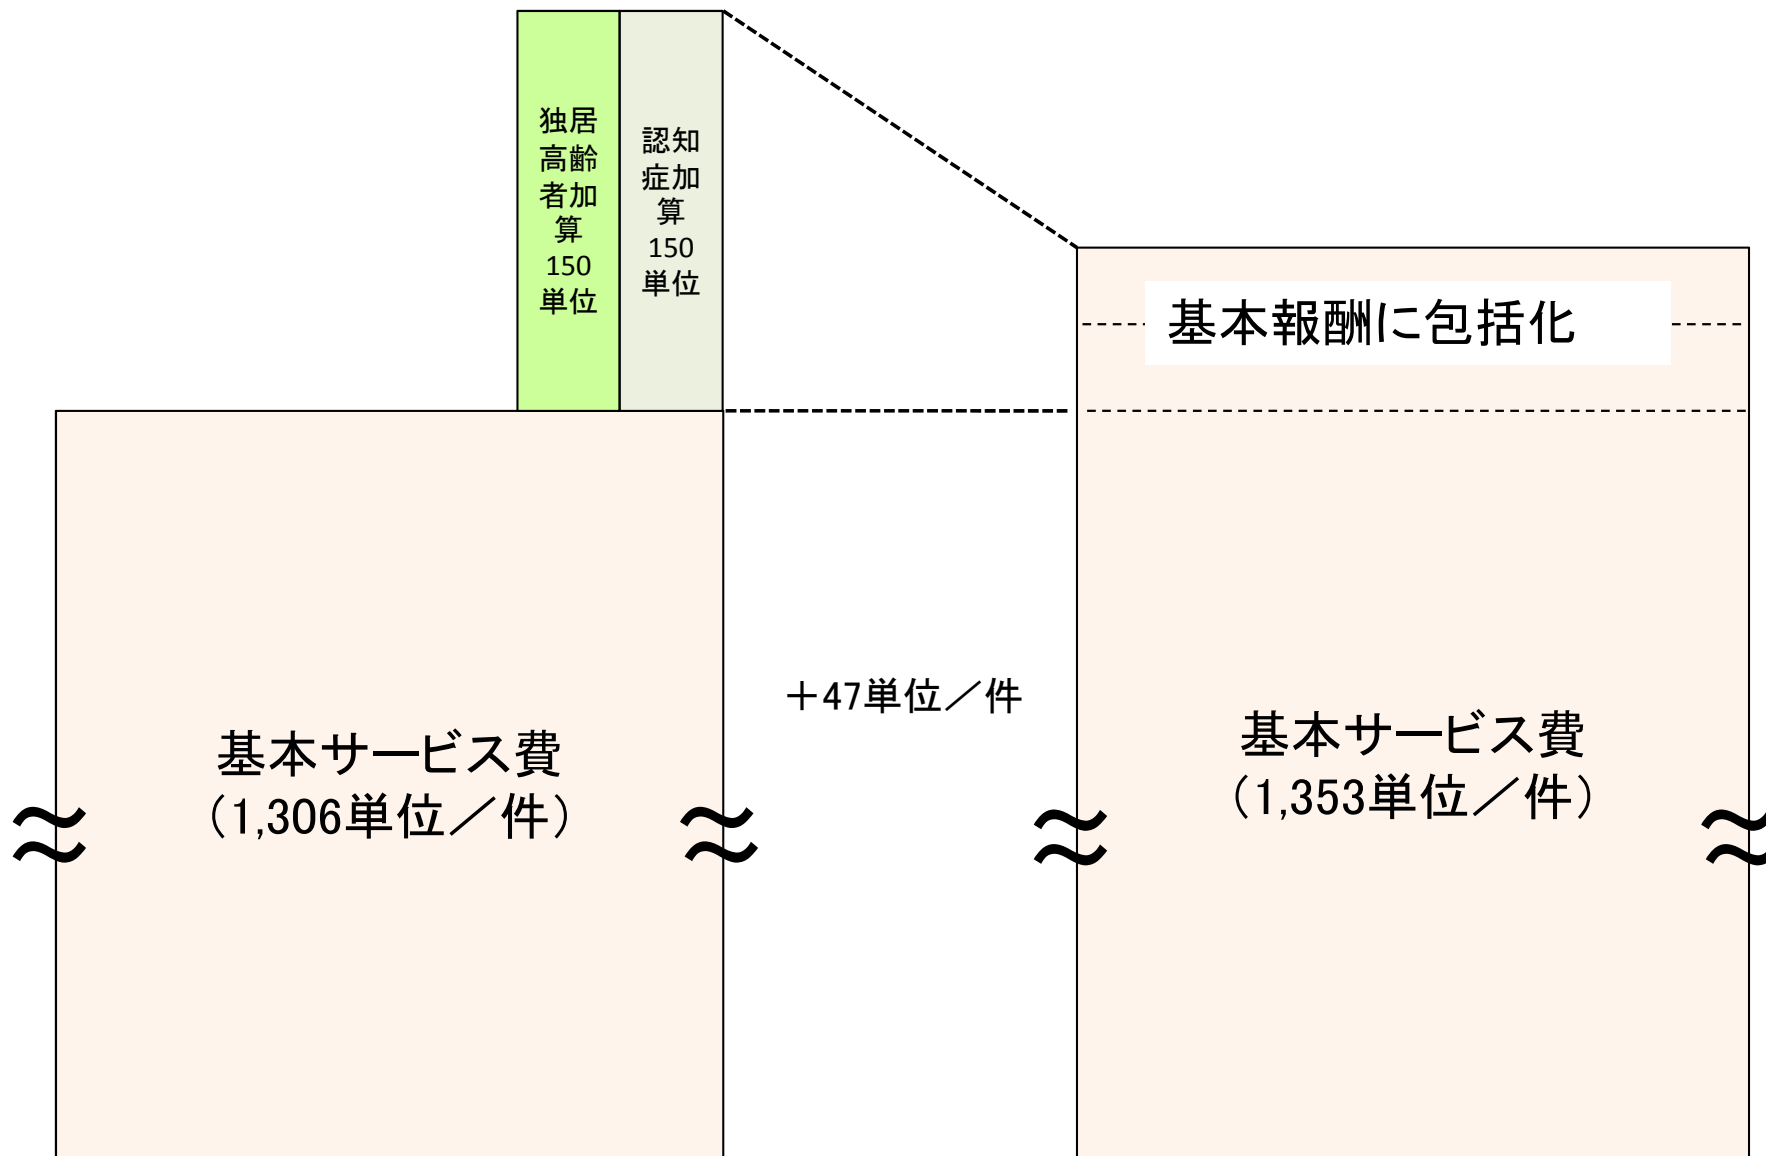 独居
高齢
者加
算
150
単位
認知
症加
算
150
単位
基本報酬に包括化
＋47単位／件
基本サービス費
（1,306単位／件）
基本サービス費
（1,353単位／件）